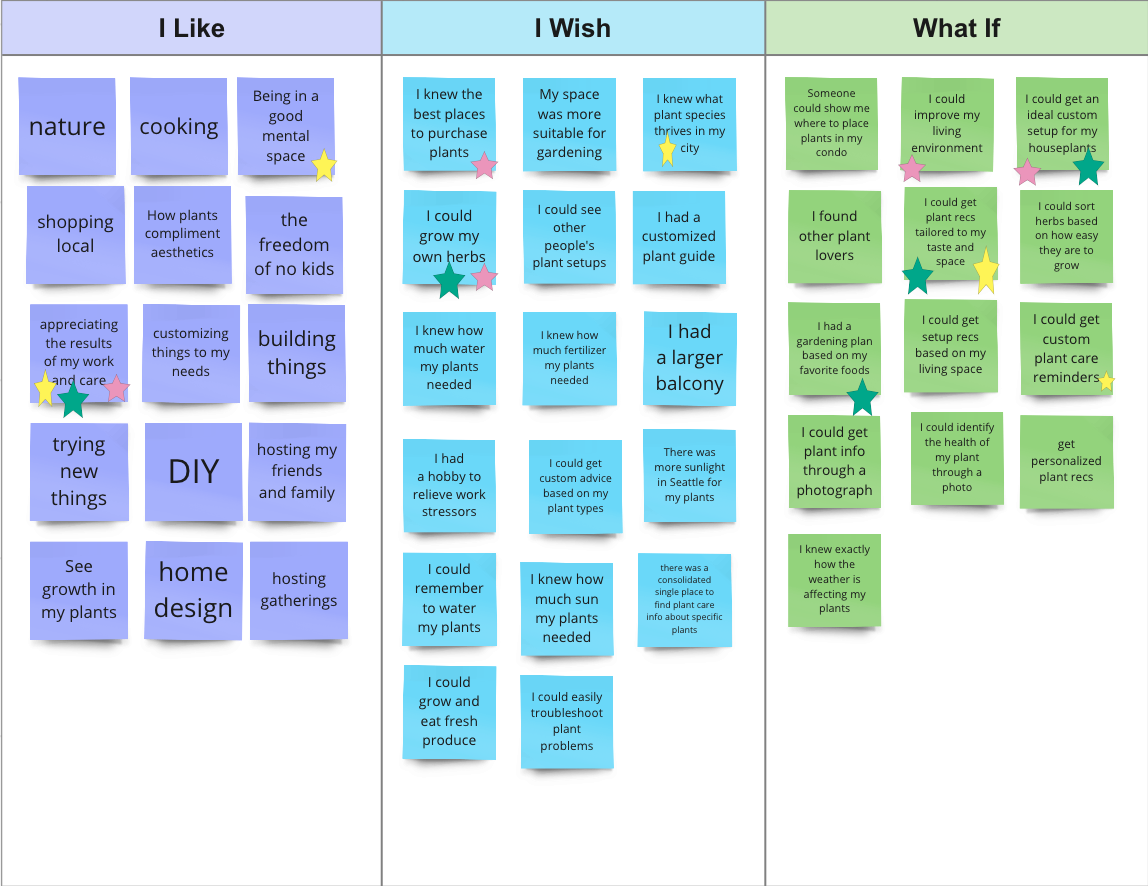 I Like
I Wish
What If
nature
cooking
Being in a
good
mental
space
shopping
local
How plants
compliment
aesthetics
the
freedom
of no kids
appreciating
the results
of my work
and care
customizing
things to my
needs
building
things
trying
new
things
DIY
hosting my
friends
and family
See
growth in
my plants
home
design
hosting
gatherings
I knew the
best places
to purchase
plants
My space
was more
suitable for
gardening
I knew what
plant species
thrives in my
city
I could
grow my
own herbs
I could see
other
people's
plant setups
I had a
customized
plant guide
I knew how
much water
my plants
needed
I knew how
much fertilizer
my plants
needed
I had
a larger
balcony
I had
a hobby to
relieve work
stressors
I could get
custom advice
based on my
plant types
There was
more sunlight
in Seattle for
my plants
I could
remember
to water
my plants
I knew how
much sun
my plants
needed
there was a
consolidated
single place to
find plant care
info about specific
plants
I could
grow and
eat fresh
produce
I could easily
troubleshoot
plant
problems
Someone
could show me
where to place
plants in my
condo
I could
improve my
living
environment
I could get an
ideal custom
setup for my
houseplants
I found
other plant
lovers
I could get
plant recs
tailored to my
taste and
space
I could sort
herbs based
on how easy
they are to
grow
I had a
gardening plan
based on my
favorite foods
I could get
setup recs
based on my
living space
I could get
custom
plant care
reminders
I could get
plant info
through a
photograph
I could identify
the health of
my plant
through a
photo
get
personalized
plant recs
I knew exactly
how the
weather is
affecting my
plants